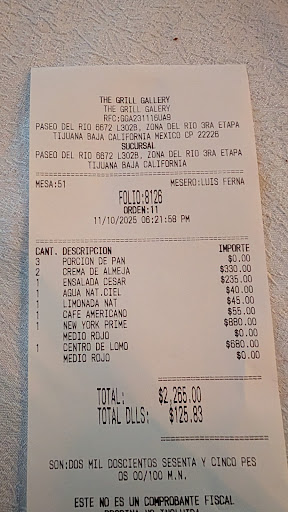 THE GRILL GALLERY
THE GRILL GALERY
RFC:GGA231116UA9
PASEO DEL RIO 6672 L302B, ZONA DEL RIO 3RA ETAPA
TIJUANA BAJA CALIFORNIA MEXICO CP 22226
SUCURSAL
PASEO DEL RIO 6672 L302B, ZONA DEL RIO 3RA ETAPA
TIJUANA BAJA CALIFORNIA
MESA:51 MESERO:LUIS FERNA
FOLIO:8126
ORDEN:11
11/10/2025 06:21:58 PM
CANT. DESCRIPCION IMPORTE
3 PORCION DE PAN $0.00
2 CREMA DE ALMEJA $330.00
1 ENSALADA CESAR $235.00
1 AGUA NAT.CIEL $40.00
1 LIMONADA NAT $45.00
1 CAFE AMERICANO $55.00
1 NEW YORK PRIME $880.00
MEDIO ROJO $0.00
1 CENTRO DE LOMO $680.00
MEDIO ROJO $0.00
TOTAL: $2,265.00
TOTAL DLLS: $125.83
SON:DOS MIL DOSCIENTOS SESENTA Y CINCO PES
OS 00/100 M.N.
ESTE NO ES UN COMPROBANTE FISCAL
PROPINA NO INCLUIDA